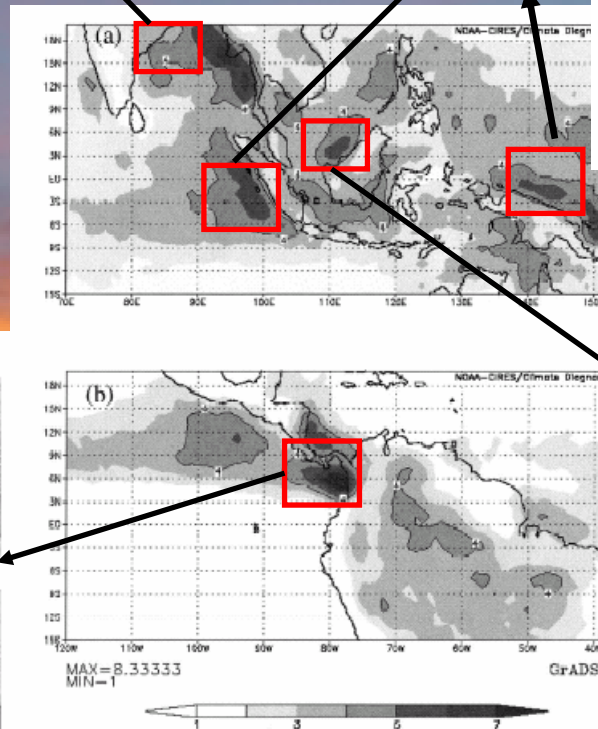 (a)
NOAA-CIRES/Climate Diagno
18N
15N
12N
9N
6N
3N
EQ
3S
6S
9S
12S
15S
70E 80E 90E 100E 110E 120E 130E 140E 150
(b)
NOAA-CIRES/Climate Diagno
18N
15N
12N
9N
6N
3N
EQ
3S
6S
9S
12S
15S
120W 110W 100W 90W 80W 70W 60W 50W 40
MAX=8.33333
MIN=1
GrADS
1 3 5 7